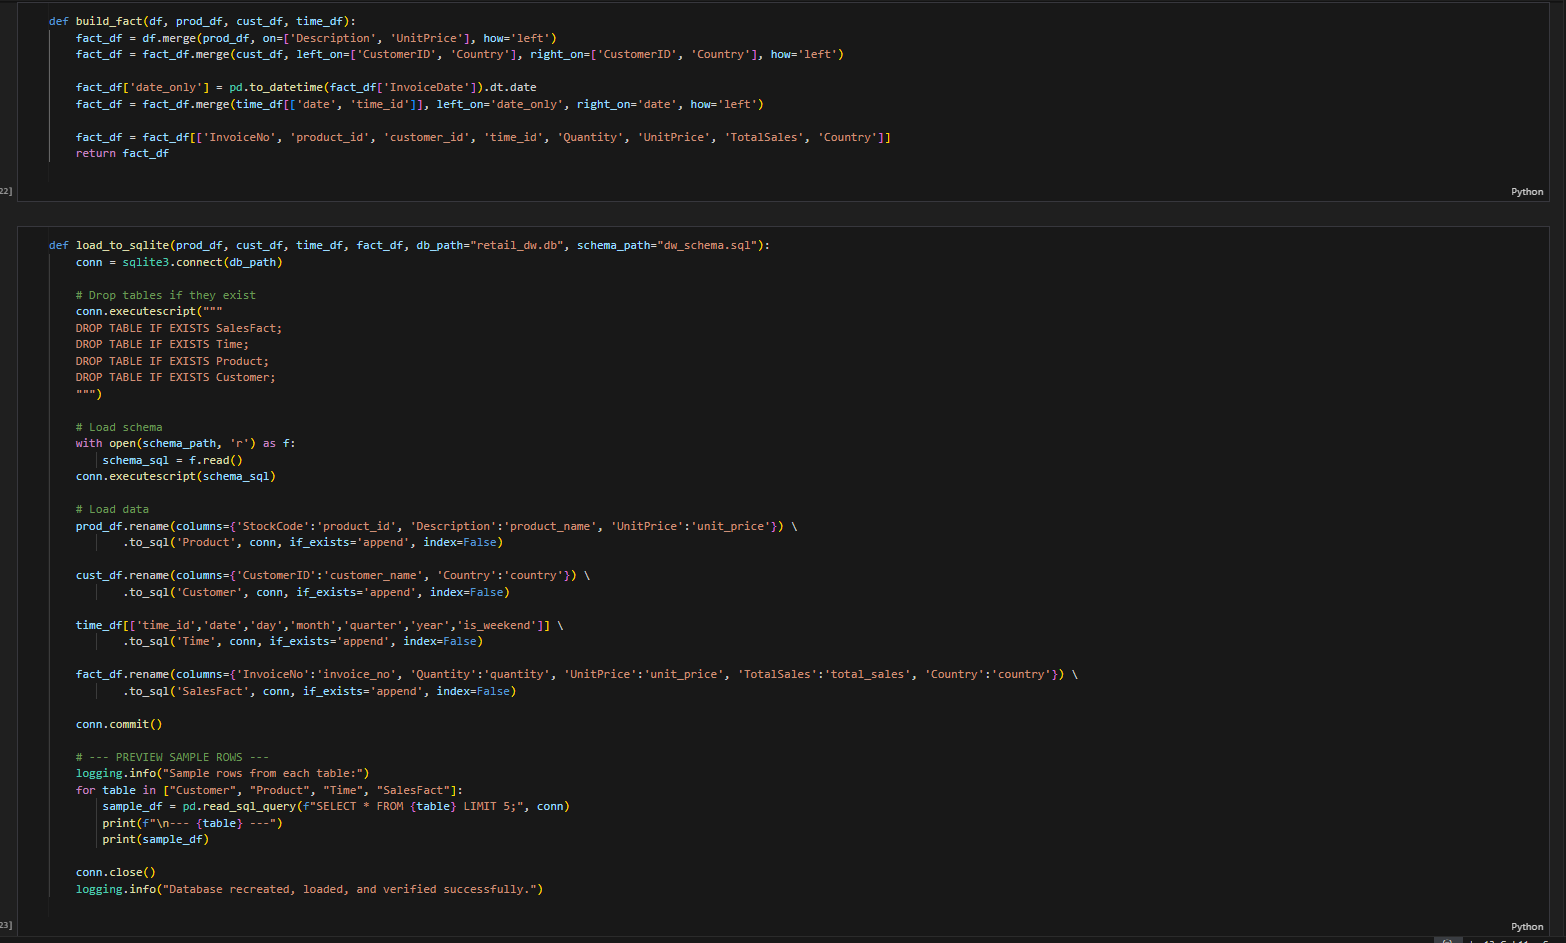 def build_fact(df, prod_df, cust_df, time_df):
    fact_df = df.merge(prod_df, on=['Description', 'UnitPrice'], how='left')
    fact_df = fact_df.merge(cust_df, left_on=['CustomerID', 'Country'], right_on=['CustomerID', 'Country'], how='left')

    fact_df['date_only'] = pd.to_datetime(fact_df['InvoiceDate']).dt.date
    fact_df = fact_df.merge(time_df[['date', 'time_id']], left_on='date_only', right_on='date', how='left')

    fact_df = fact_df[['InvoiceNo', 'product_id', 'customer_id', 'time_id', 'Quantity', 'UnitPrice', 'TotalSales', 'Country']]
    return fact_df
22]
Python
def load_to_sqlite(prod_df, cust_df, time_df, fact_df, db_path="retail_dw.db", schema_path="dw_schema.sql"):
    conn = sqlite3.connect(db_path)

    # Drop tables if they exist
    conn.executescript("""
    DROP TABLE IF EXISTS SalesFact;
    DROP TABLE IF EXISTS Time;
    DROP TABLE IF EXISTS Product;
    DROP TABLE IF EXISTS Customer;
    """)

    # Load schema
    with open(schema_path, 'r') as f:
        schema_sql = f.read()
    conn.executescript(schema_sql)

    # Load data
    prod_df.rename(columns={'StockCode':'product_id', 'Description':'product_name', 'UnitPrice':'unit_price'}) \
           .to_sql('Product', conn, if_exists='append', index=False)

    cust_df.rename(columns={'CustomerID':'customer_name', 'Country':'country'}) \
           .to_sql('Customer', conn, if_exists='append', index=False)

    time_df[['time_id','date','day','month','quarter','year','is_weekend']] \
           .to_sql('Time', conn, if_exists='append', index=False)

    fact_df.rename(columns={'InvoiceNo':'invoice_no', 'Quantity':'quantity', 'UnitPrice':'unit_price', 'TotalSales':'total_sales', 'Country':'country'}) \
           .to_sql('SalesFact', conn, if_exists='append', index=False)

    conn.commit()

    # --- PREVIEW SAMPLE ROWS ---
    logging.info("Sample rows from each table:")
    for table in ["Customer", "Product", "Time", "SalesFact"]:
        sample_df = pd.read_sql_query(f"SELECT * FROM {table} LIMIT 5;", conn)
        print(f"\n--- {table} ---")
        print(sample_df)

    conn.close()
    logging.info("Database recreated, loaded, and verified successfully.")
23]
Python